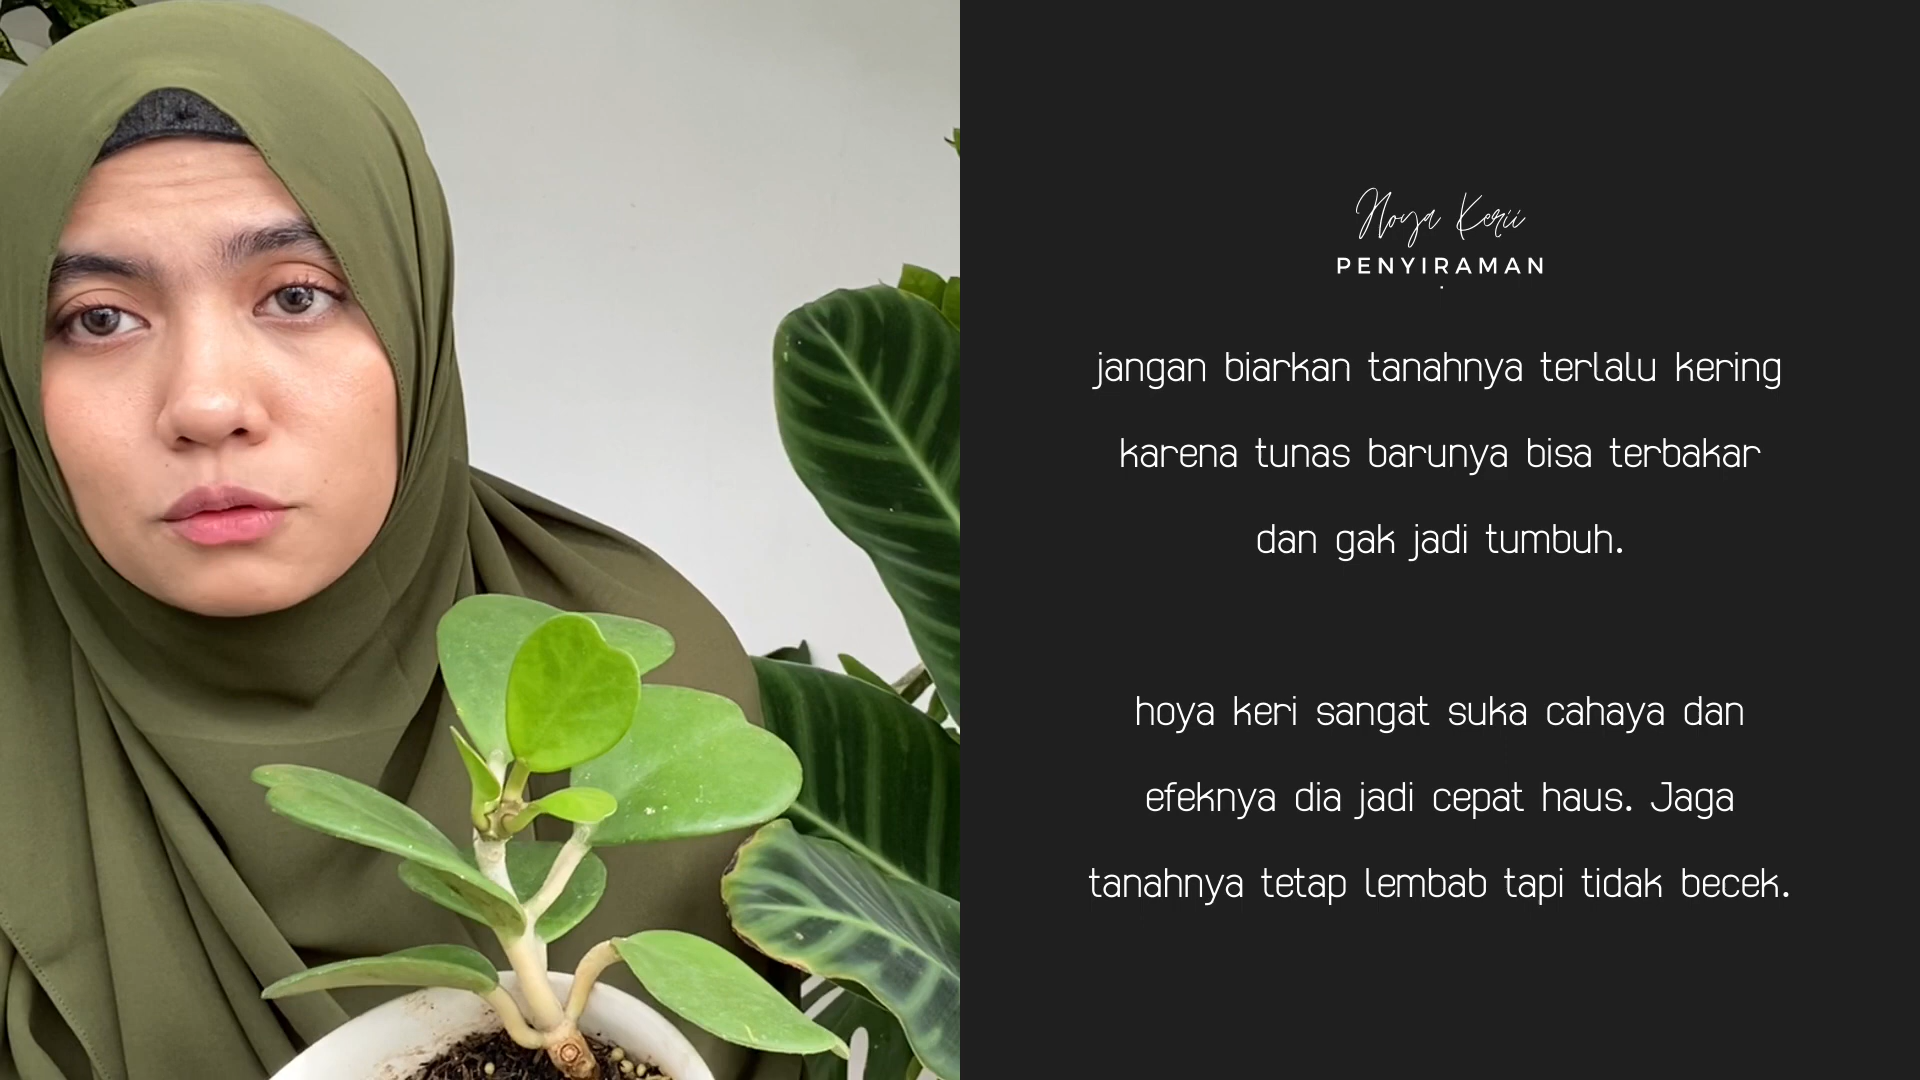 Hoya Kerii
PENYIRAMAN
jangan biarkan tanahnya terlalu kering
karena tunas barunya bisa terbakar
dan gak jadi tumbuh.
hoya keri sangat suka cahaya dan
efeknya dia jadi cepat haus. Jaga
tanahnya tetap lembab tapi tidak becek.